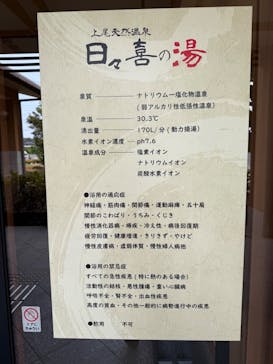 上尾天然温泉
日々喜の湯
泉質 ナトリウム－塩化物温泉
(弱アルカリ性低張性温泉)
泉温 30.3℃
湧出量 170L/分(動力揚湯)
水素イオン濃度 ph7.6
温泉成分 塩素イオン
ナトリウムイオン
炭酸水素イオン
●浴用の適応症
神経痛・筋肉痛・関節痛・運動麻痺・五十肩
関節のこわばり・うちみ・くじき
慢性消化器病・痔疾・冷え性・病後回復期
疲労回復・健康増進・きりきず・やけど
慢性皮膚病・虚弱体質・慢性婦人病他
●浴用の禁忌症
すべての急性疾患(特に熱のある場合)
活動性の結核・悪性腫瘍・重い心臓病
呼吸不全・腎不全・出血性疾患
高度の貧血・その他一般的に病勢進行中の疾患
●飲用 不可